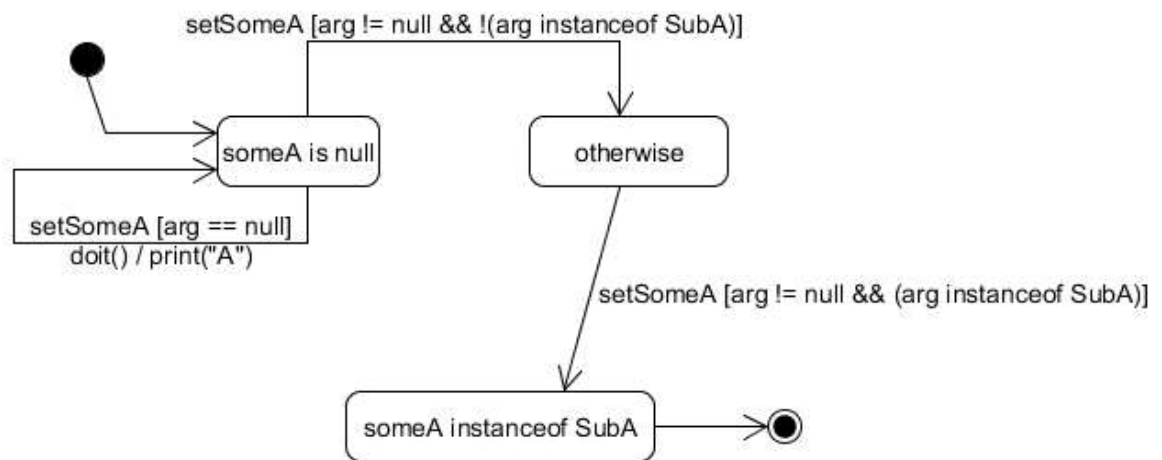 setSomeA [arg != null && !(arg instanceof SubA)]
someA is null
otherwise
setSomeA [arg == null]
doit() / print("A")
setSomeA [arg != null && (arg instanceof SubA)]
someA instanceof SubA